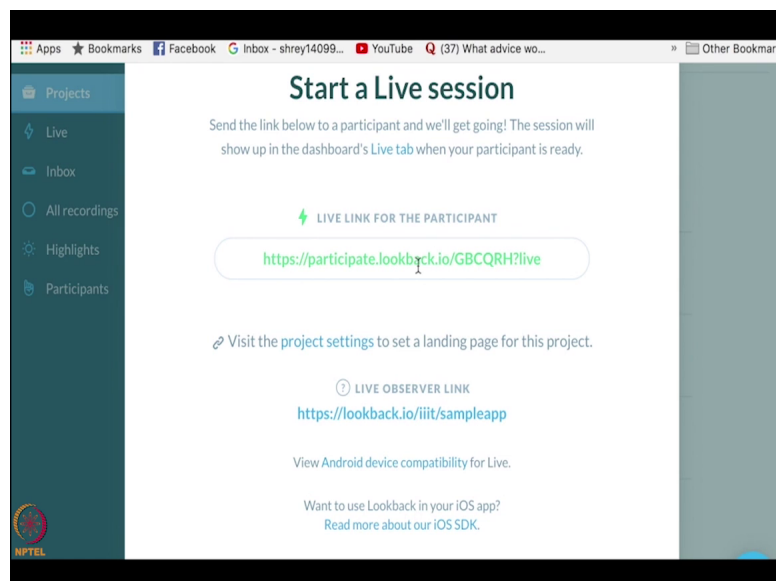 Apps Bookmarks Facebook Inbox - shrey14099... YouTube (37) What advice wo... » Other Bookmar
Projects
Live
Inbox
All recordings
Highlights
Participants
Start a Live session
Send the link below to a participant and we'll get going! The session will
show up in the dashboard's Live tab when your participant is ready.
LIVE LINK FOR THE PARTICIPANT
https://participate.lookback.io/GBCQRH?live
Visit the project settings to set a landing page for this project.
? LIVE OBSERVER LINK
https://lookback.io/iiit/sampleapp
View Android device compatibility for Live.
Want to use Lookback in your iOS app?
Read more about our iOS SDK.
NPTEL